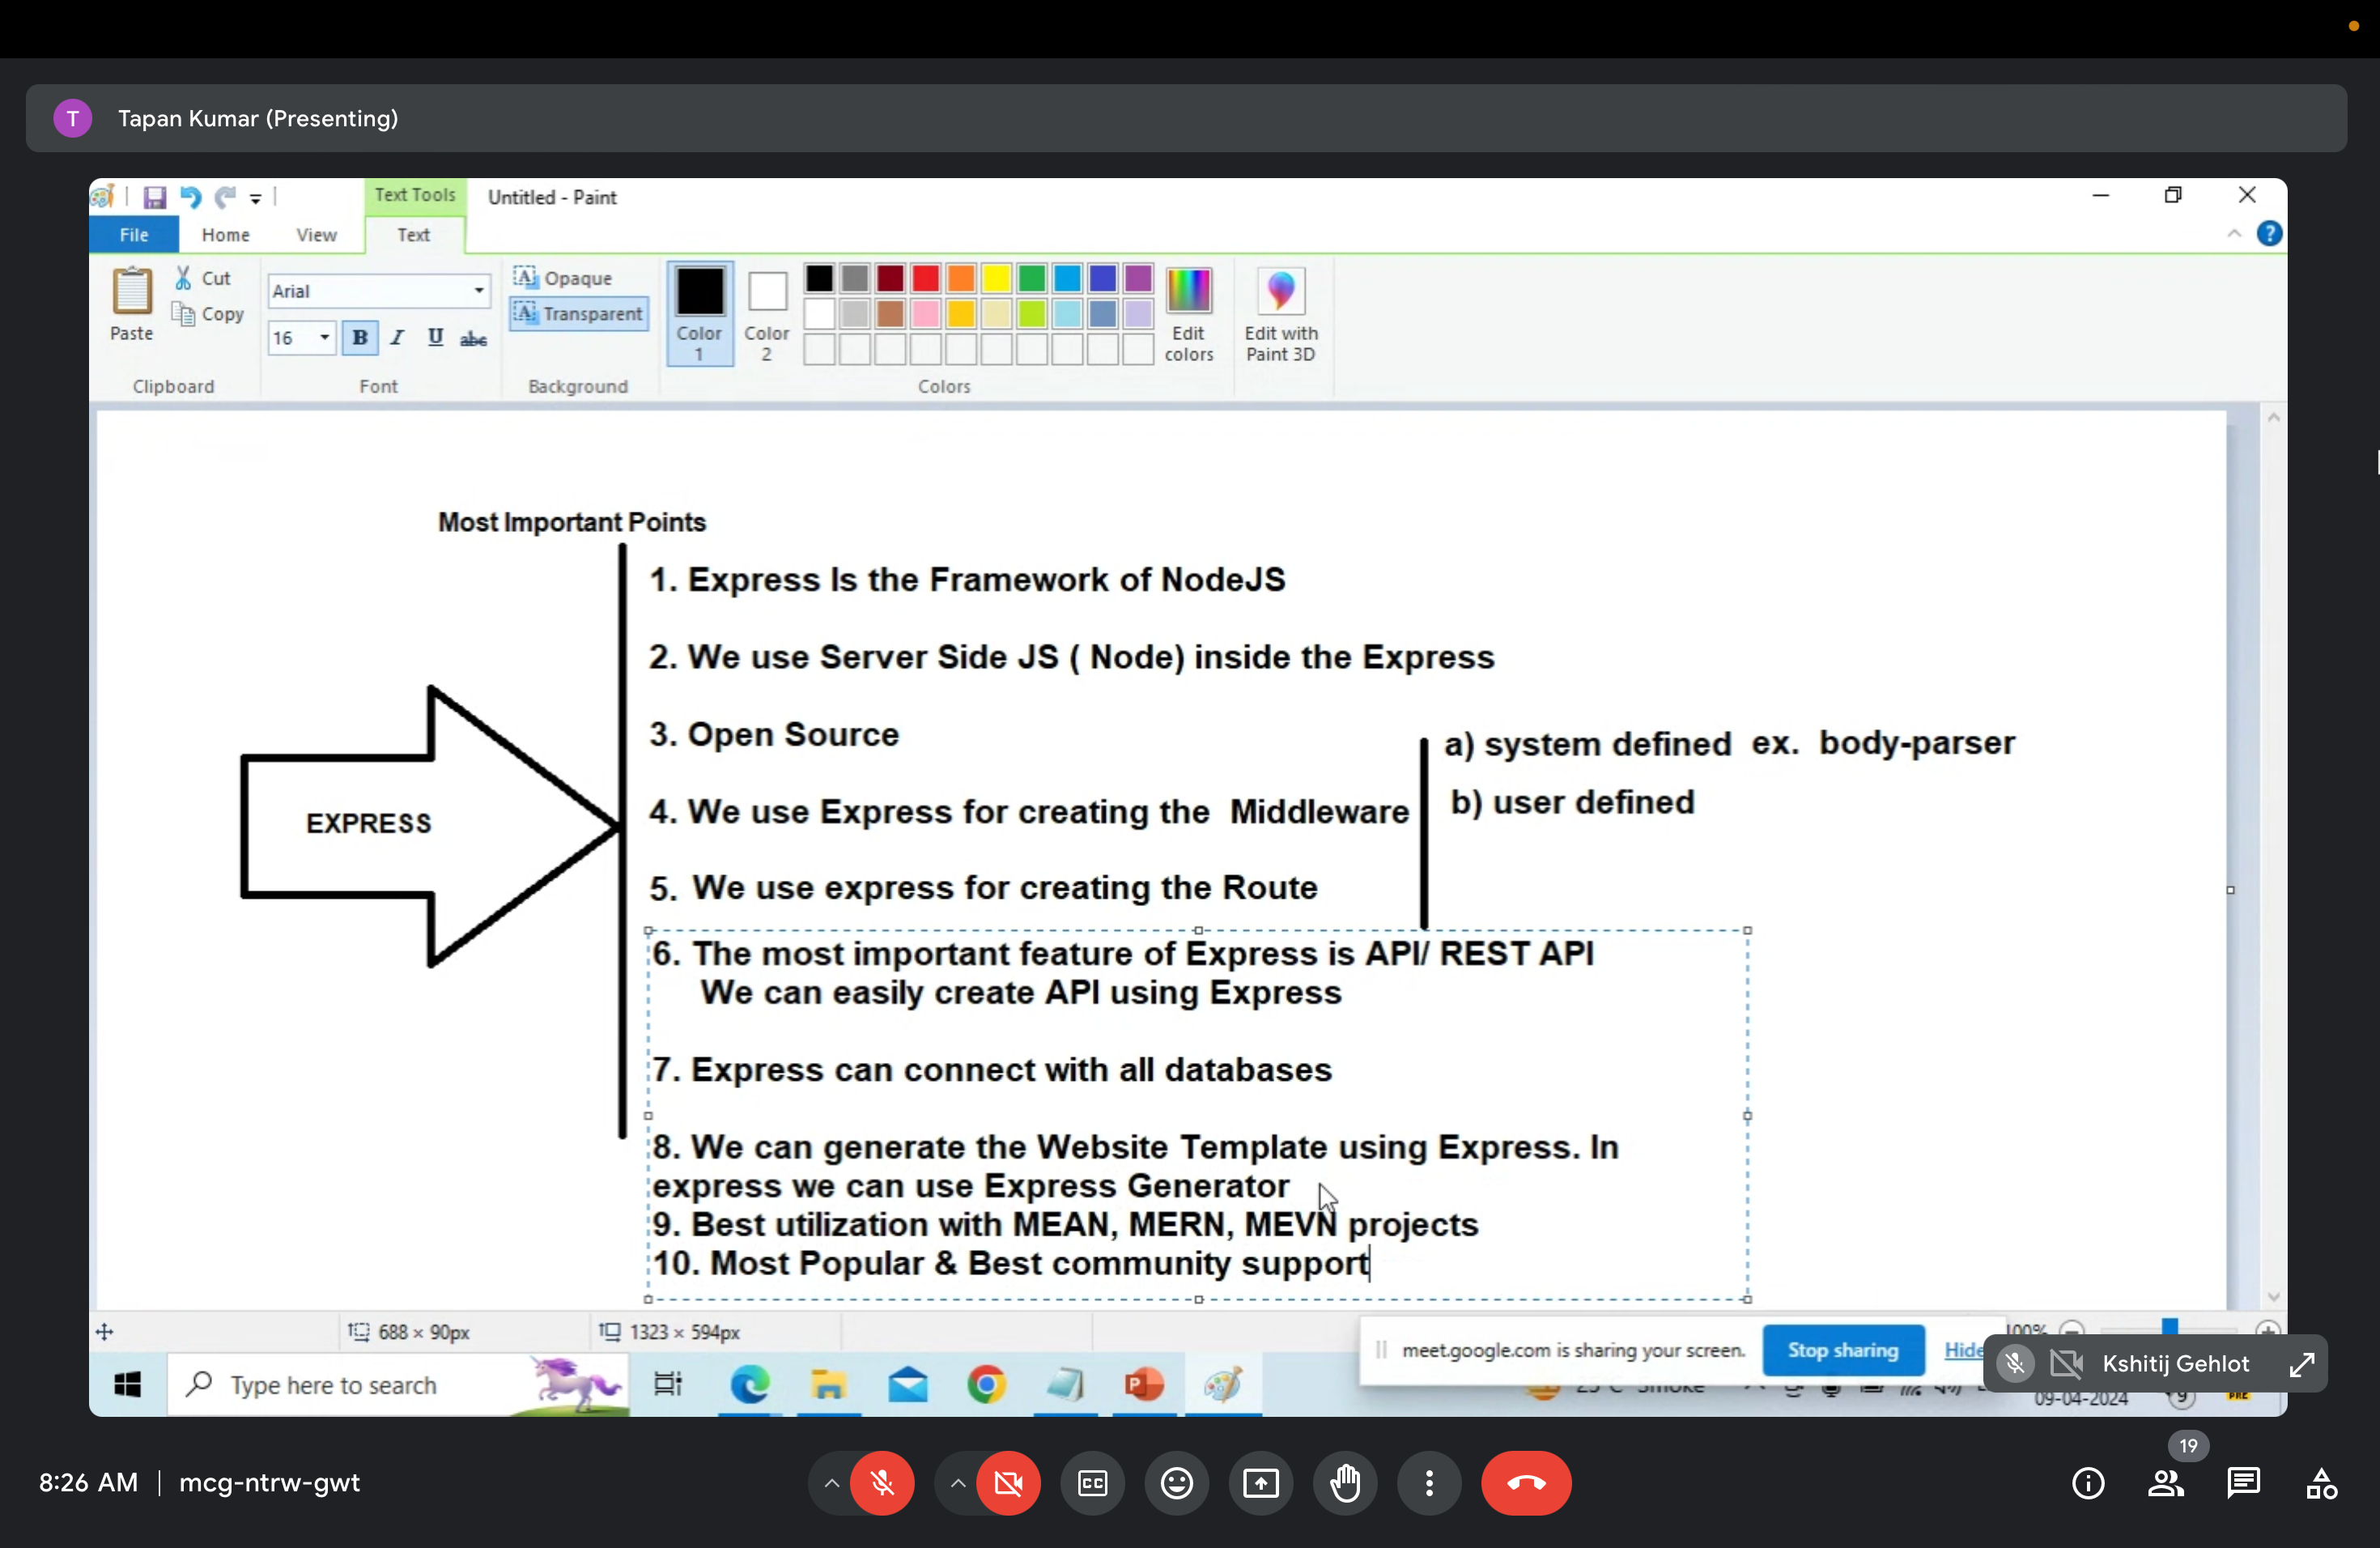 T Tapan Kumar (Presenting)
Text Tools Untitled - Paint
File Home View Text
Paste Cut Copy
Clipboard
Arial
16 B I U abc
Font
Opaque
Transparent
Background
Color 1 Color 2
Edit colors
Colors
Edit with Paint 3D
Most Important Points
EXPRESS
1. Express Is the Framework of NodeJS
2. We use Server Side JS ( Node) inside the Express
3. Open Source
4. We use Express for creating the Middleware
a) system defined ex. body-parser
b) user defined
5. We use express for creating the Route
6. The most important feature of Express is API/ REST API
We can easily create API using Express
7. Express can connect with all databases
8. We can generate the Website Template using Express. In
express we can use Express Generator
9. Best utilization with MEAN, MERN, MEVN projects
10. Most Popular & Best community support
688 × 90px 1323 × 594px 100%
meet.google.com is sharing your screen. Stop sharing Hide
Kshitij Gehlot
Type here to search
Smoke
09-04-2024
8:26 AM | mcg-ntrw-gwt
CC
19